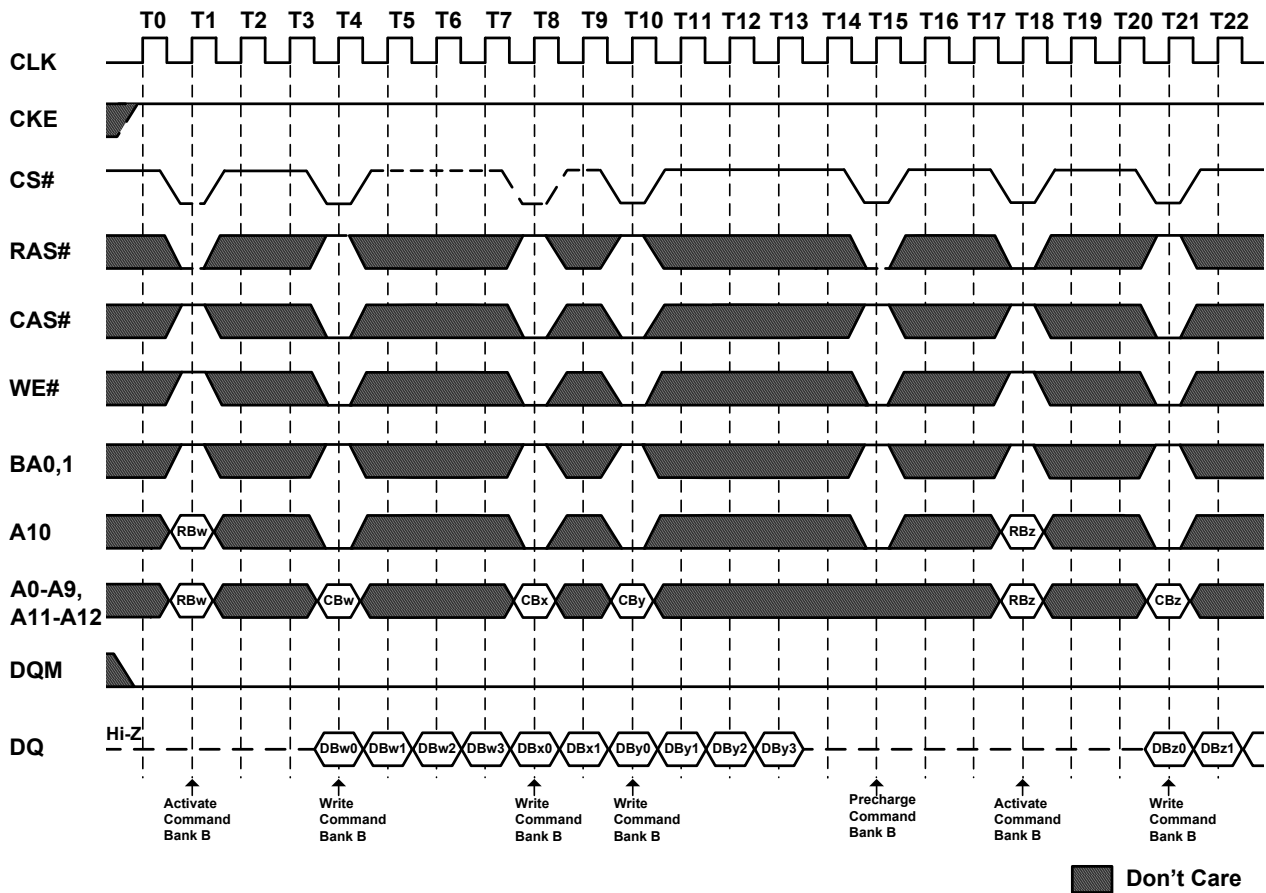 T0 T1 T2 T3 T4 T5 T6 T7 T8 T9 T10 T11 T12 T13 T14 T15 T16 T17 T18 T19 T20 T21 T22
CLK
CKE
CS#
RAS#
CAS#
WE#
BA0,1
A10
RBw RBz
A0-A9,
A11-A12
RBw CBw CBx CBy RBz CBz
DQM
DQ
Hi-Z
DBw0 DBw1 DBw2 DBw3 DBx0 DBx1 DBy0 DBy1 DBy2 DBy3 DBz0 DBz1
Activate
Command
Bank B
Write
Command
Bank B
Write
Command
Bank B
Write
Command
Bank B
Precharge
Command
Bank B
Activate
Command
Bank B
Write
Command
Bank B
Don't Care